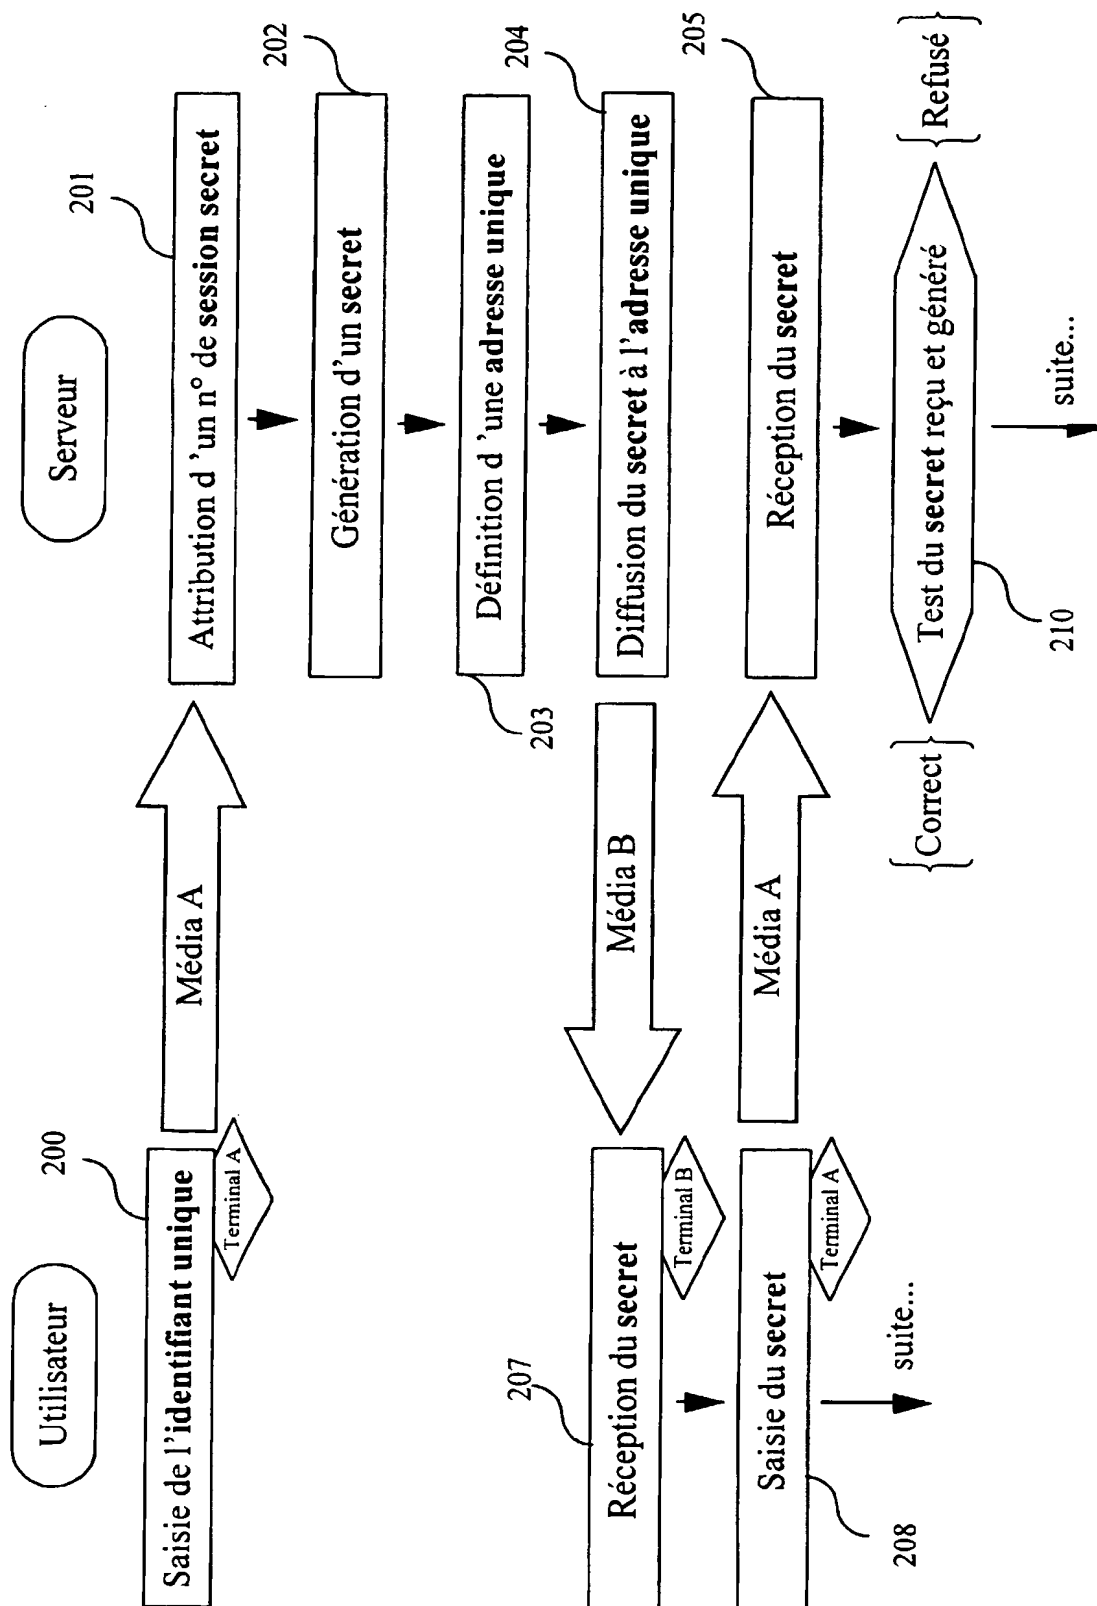 Utilisateur
Serveur
200
Saisie de l'identifiant unique
Terminal A
Média A
201
Attribution d 'un n° de session secret
202
Génération d'un secret
203
Définition d 'une adresse unique
204
Diffusion du secret à l'adresse unique
Média B
207
Réception du secret
Terminal B
208
Saisie du secret
Terminal A
Média A
205
Réception du secret
suite...
210
Correct
Test du secret reçu et généré
Refusé
suite...